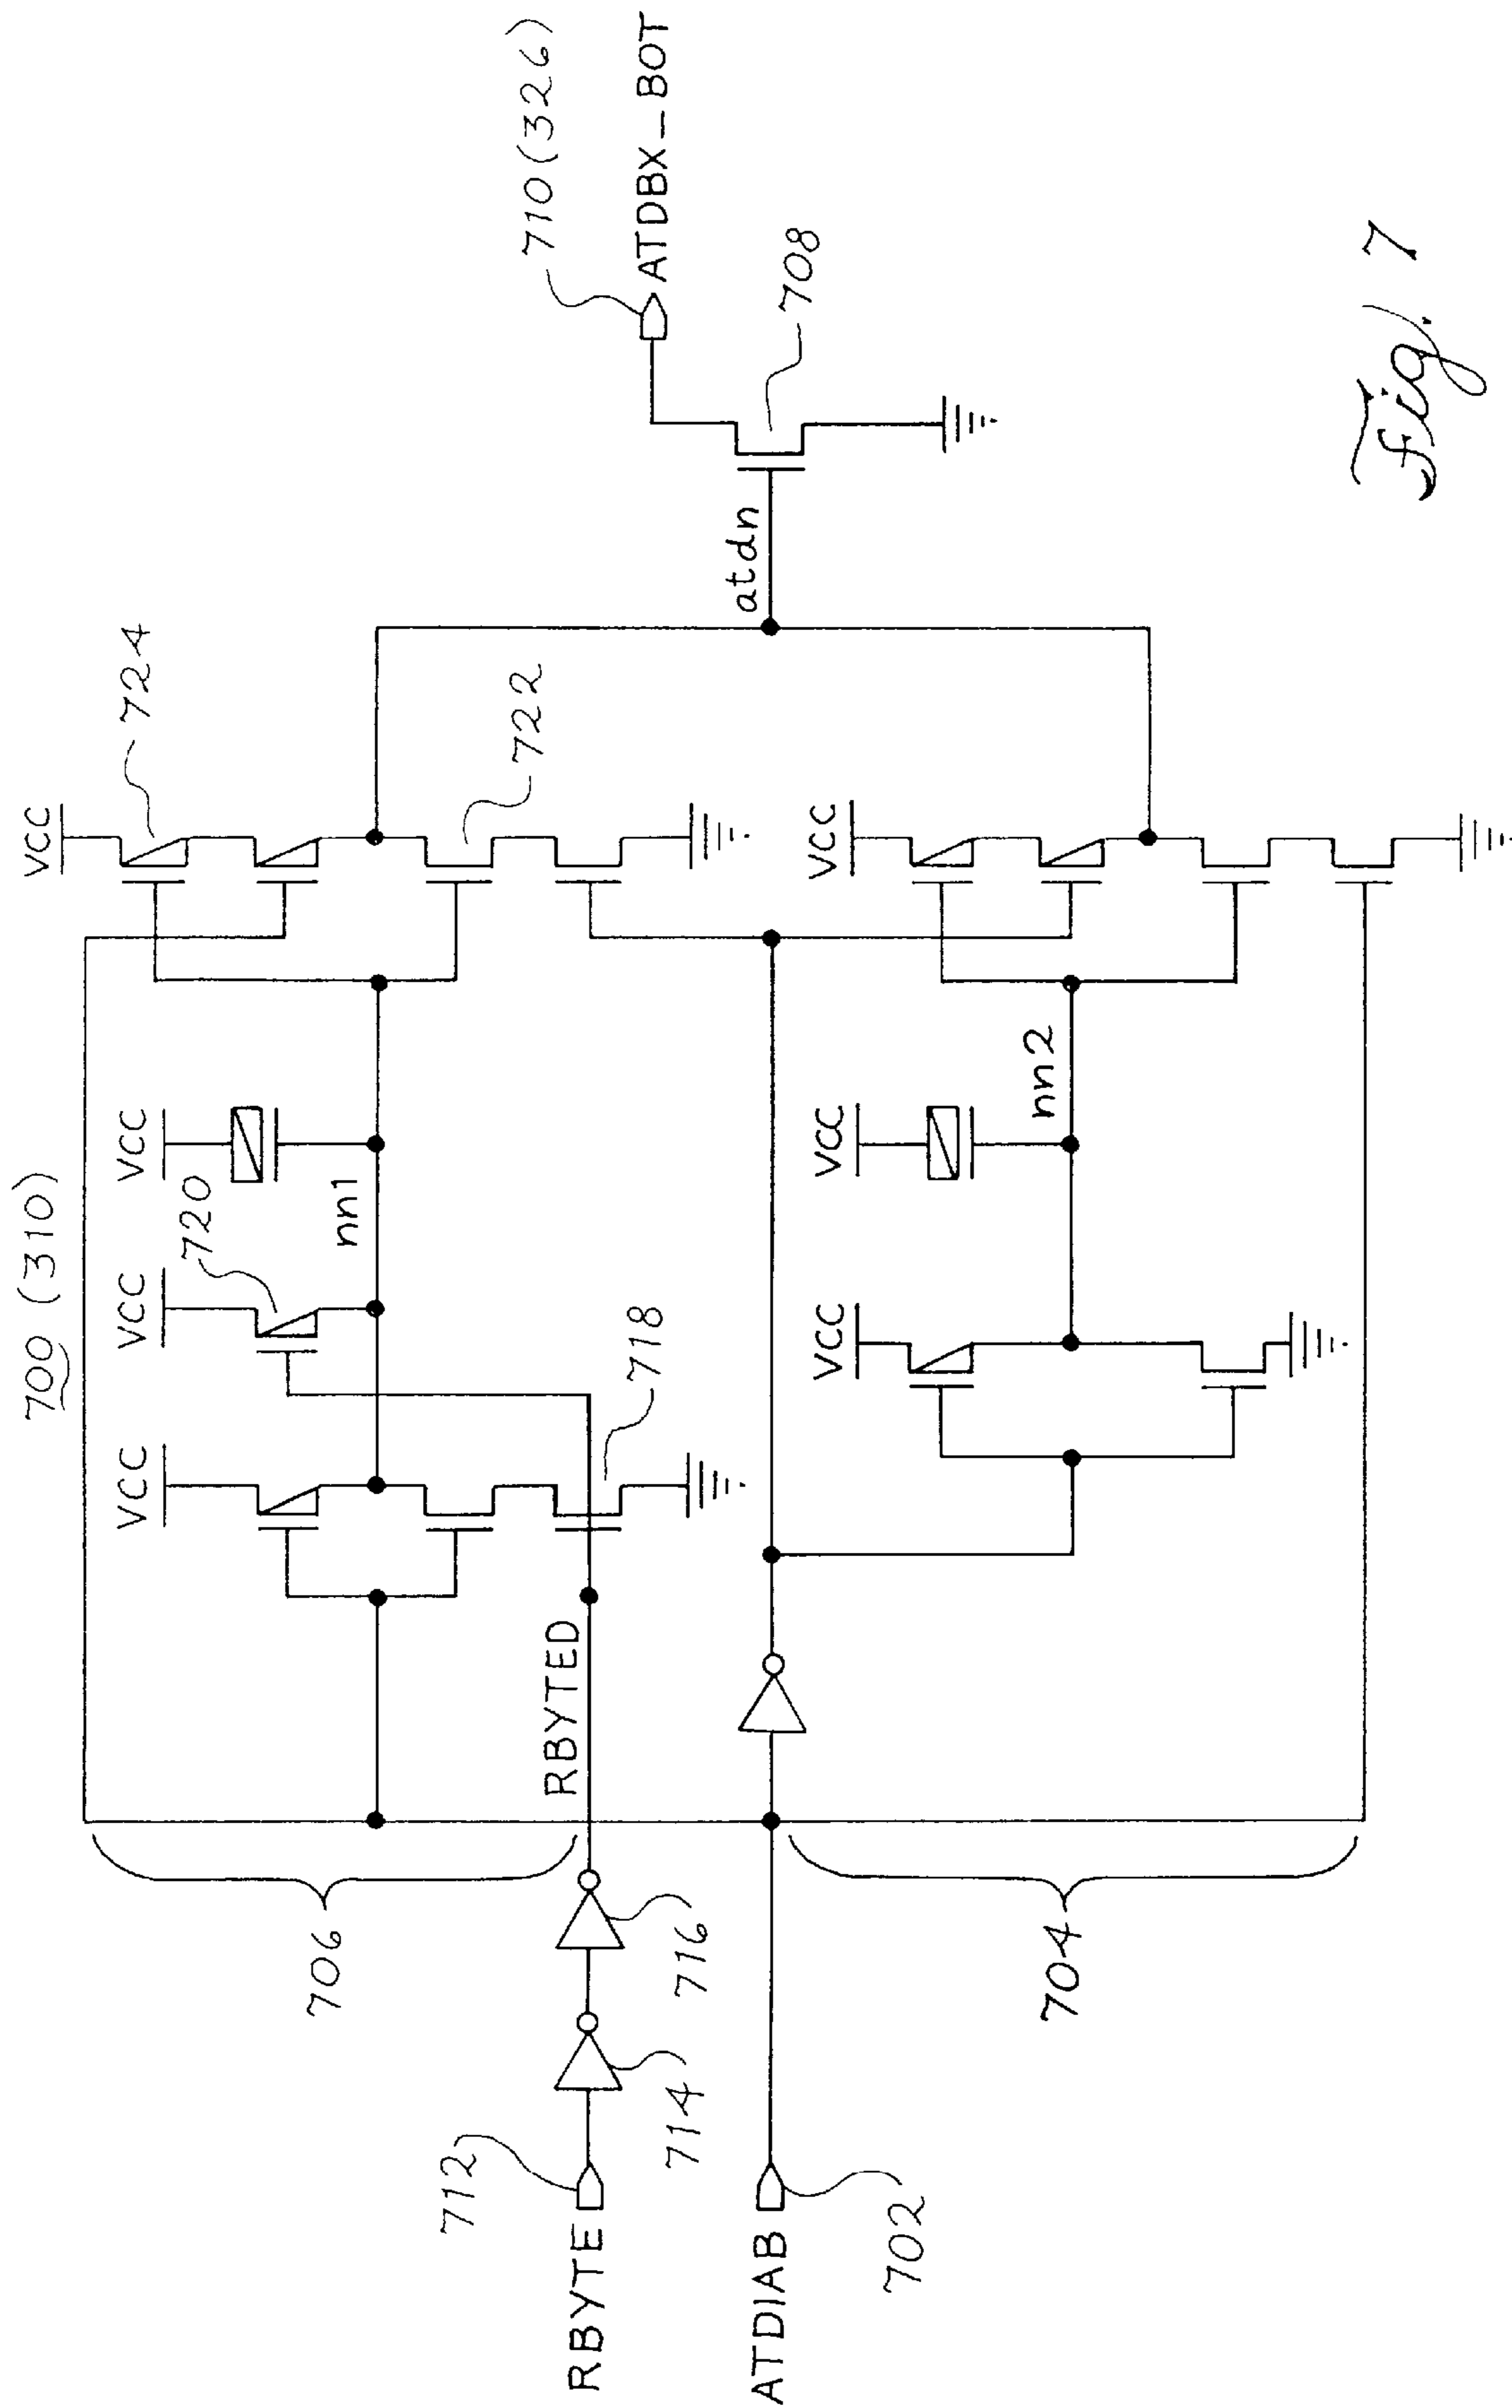 700 (310)
VCC
VCC
VCC
VCC
724
720
nn1
722
718
706
RBYTED
RBYTE
712
714
716
710 (326)
ATDBX_BOT
atdn
708
ATDIAB
702
704
VCC
VCC
VCC
nn2
Fig. 7